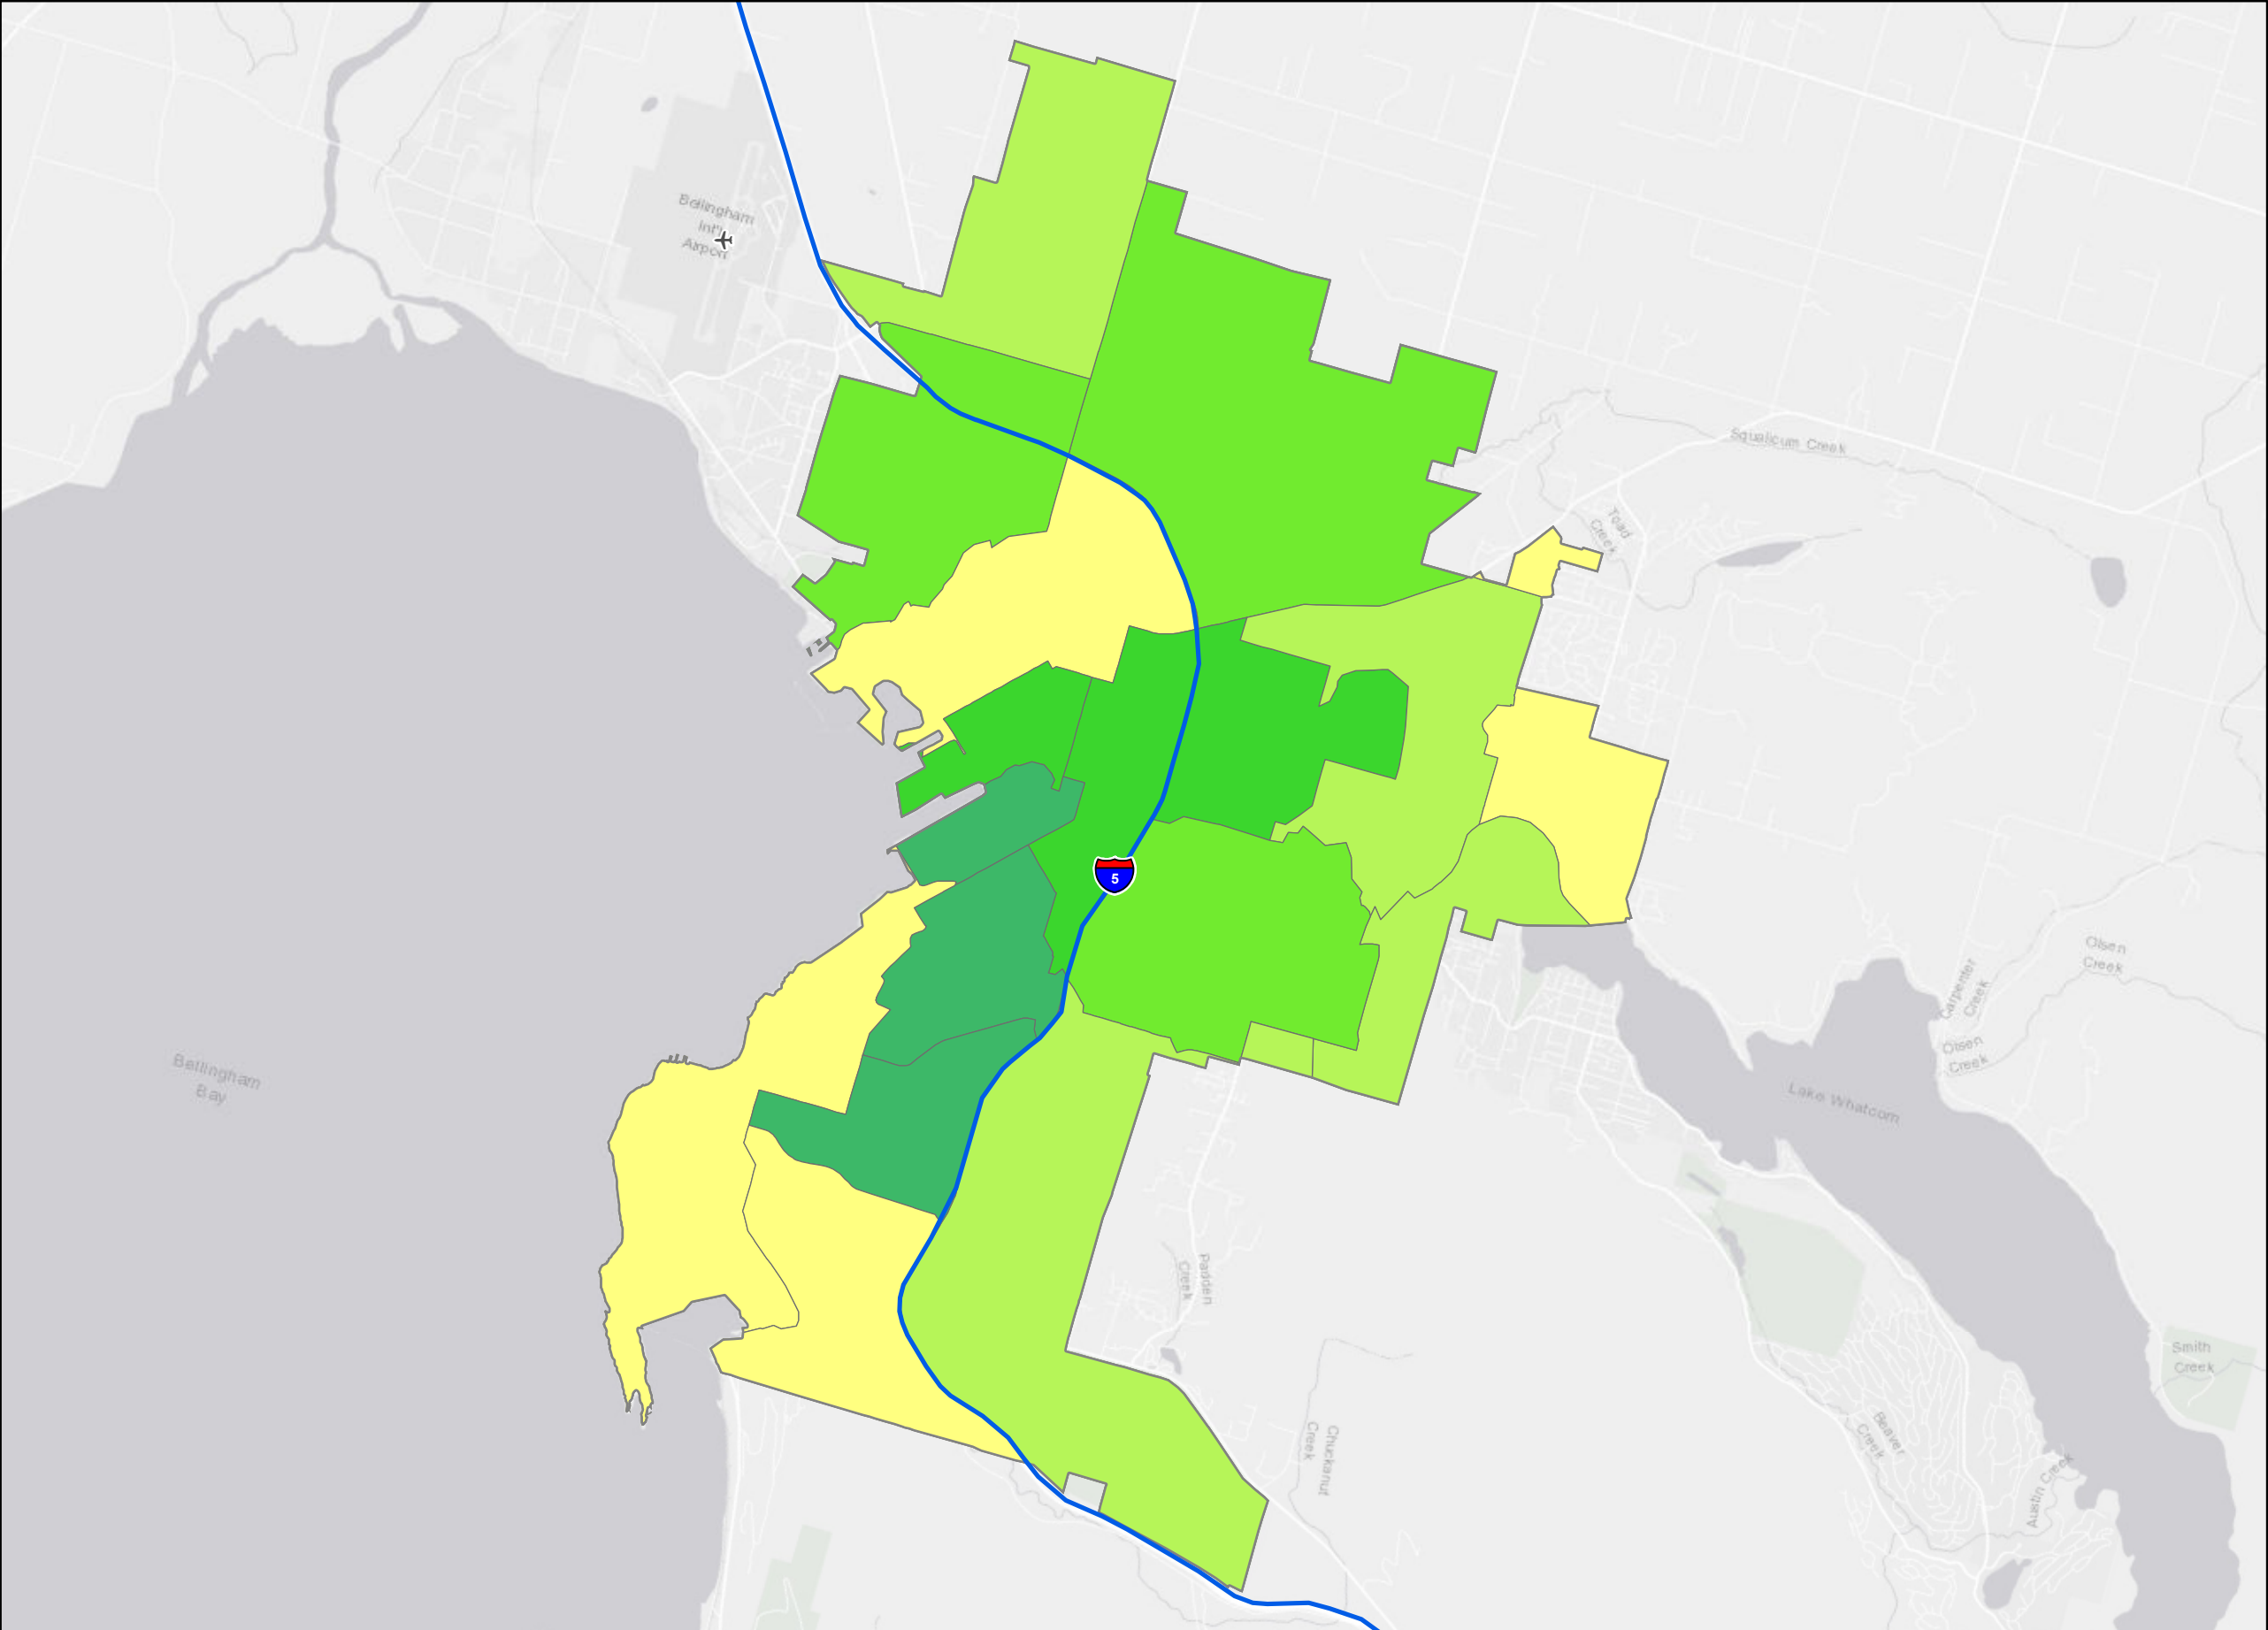 Bellingham
Int'l
Airport
Squalicum Creek
Toad
Creek
5
Olsen
Creek
Carpenter
Creek
Olsen
Creek
Bellingham
Bay
Lake Whatcom
Padden
Creek
Smith
Creek
Beaver
Creek
Chuckanut
Creek
Austin Creek